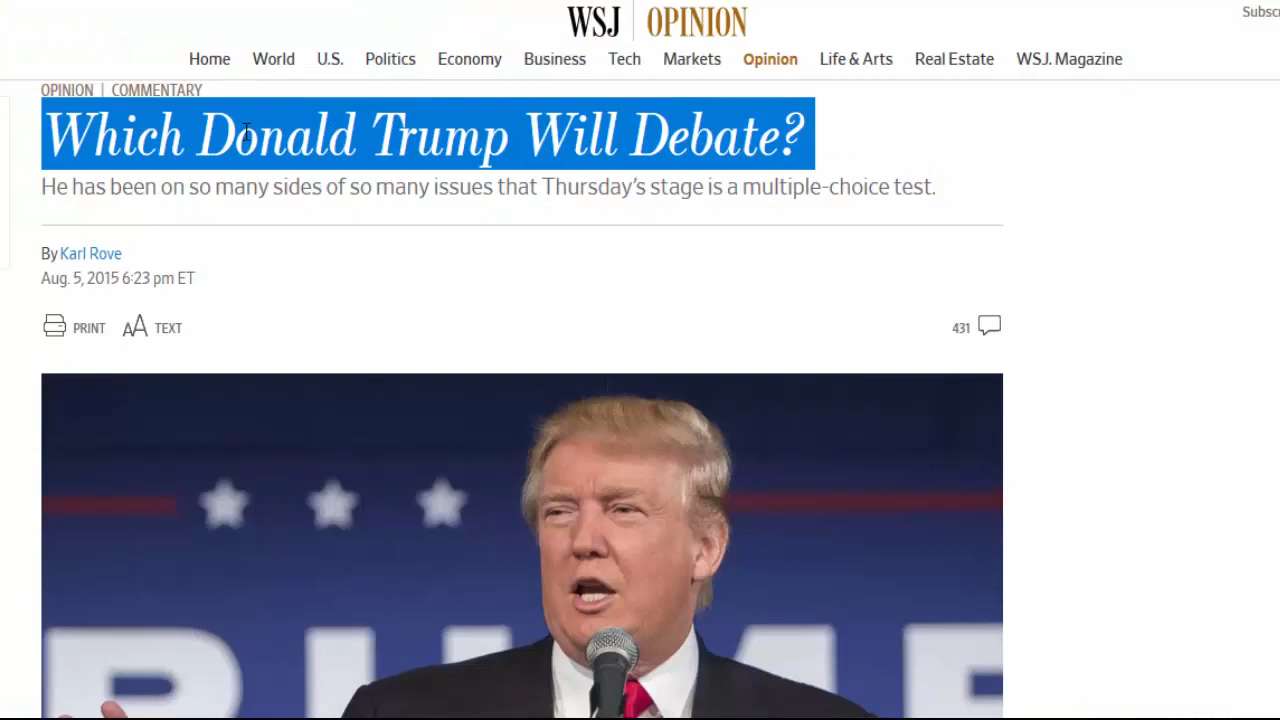 WSJ OPINION
Home World U.S. Politics Economy Business Tech Markets Opinion Life & Arts Real Estate WSJ. Magazine
OPINION | COMMENTARY
Which Donald Trump Will Debate?
He has been on so many sides of so many issues that Thursday's stage is a multiple-choice test.
By Karl Rove
Aug. 5, 2015 6:23 pm ET
PRINT AA TEXT
431